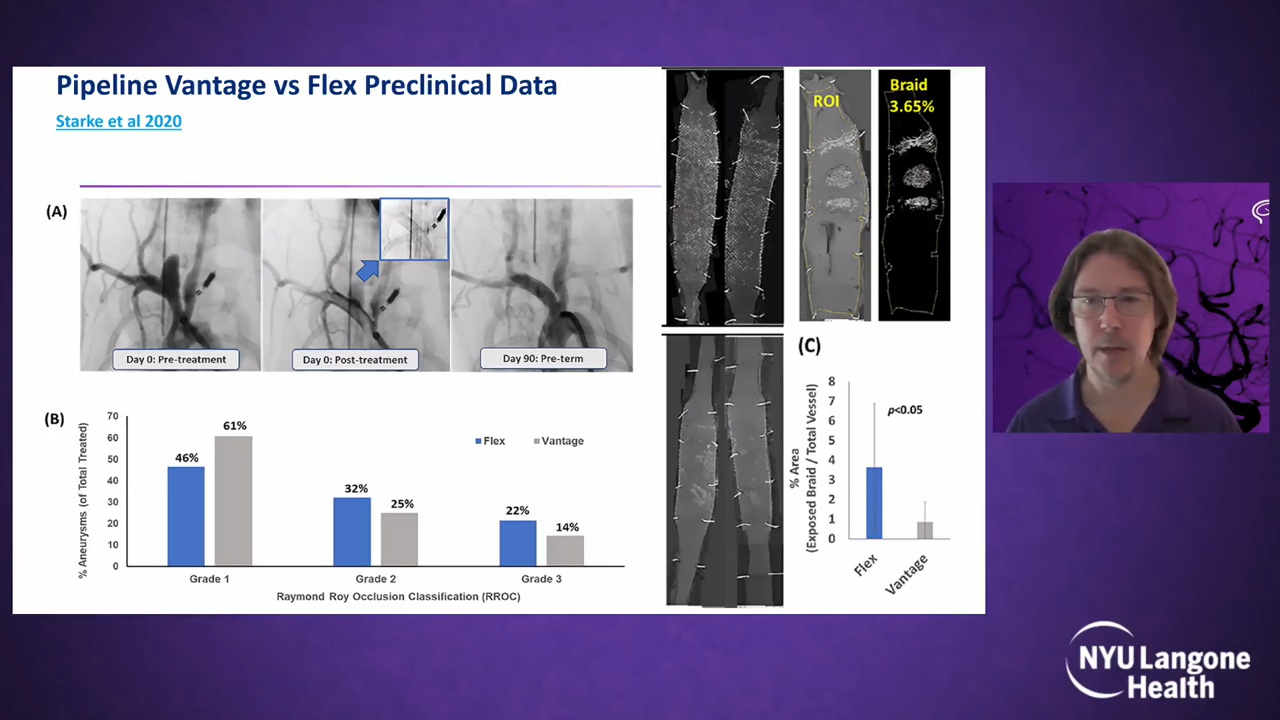 Pipeline Vantage vs Flex Preclinical Data
Starke et al 2020
(A)
Day 0: Pre-treatment
Day 0: Post-treatment
Day 90: Pre-term
(B)
% Aneurysms (of Total Treated)
70
60
50
40
30
20
10
0
46%
61%
32%
25%
22%
14%
Flex
Vantage
Grade 1
Grade 2
Grade 3
Raymond Roy Occlusion Classification (RROC)
ROI
Braid
3.65%
(C)
% Area
(Exposed Braid / Total Vessel)
8
7
6
5
4
3
2
1
0
p<0.05
Flex
Vantage
NYU Langone
Health